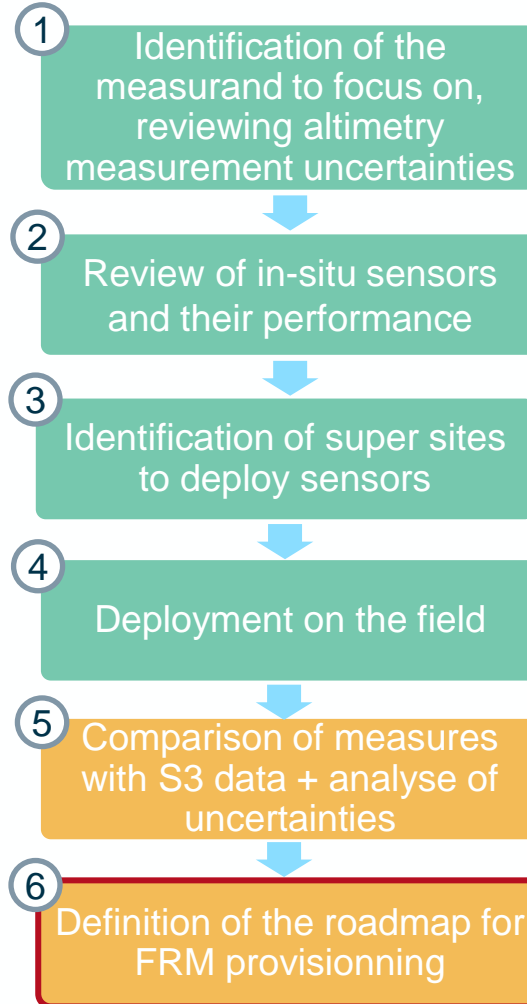 1
Identification of the
measurand to focus on,
reviewing altimetry
measurement uncertainties
2
Review of in-situ sensors
and their performance
3
Identification of super sites
to deploy sensors
4
Deployment on the field
5
Comparison of measures
with S3 data + analyse of
uncertainties
6
Definition of the roadmap for
FRM provisionning